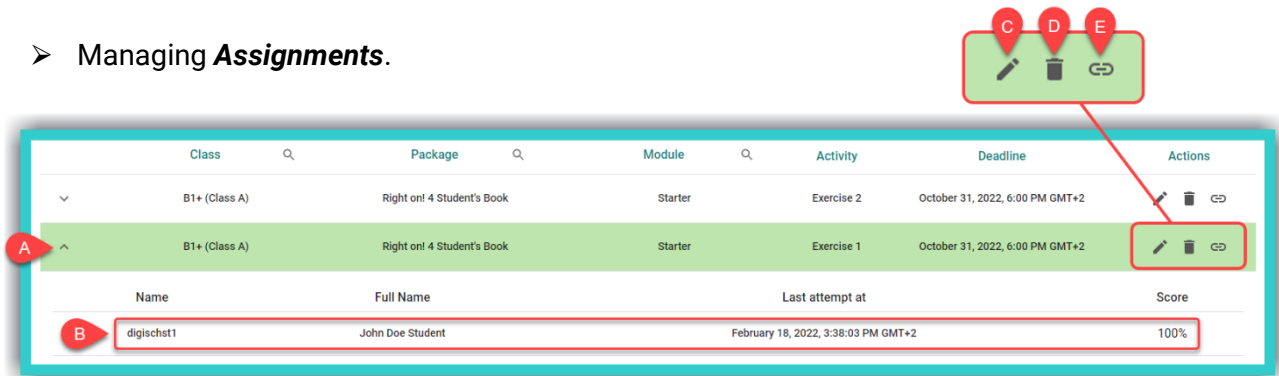 C D E
➢ Managing Assignments.
Class Package Module Activity Deadline Actions
B1+ (Class A) Right on! 4 Student's Book Starter Exercise 2 October 31, 2022, 6:00 PM GMT+2
A B1+ (Class A) Right on! 4 Student's Book Starter Exercise 1 October 31, 2022, 6:00 PM GMT+2
Name Full Name Last attempt at Score
B digischst1 John Doe Student February 18, 2022, 3:38:03 PM GMT+2 100%